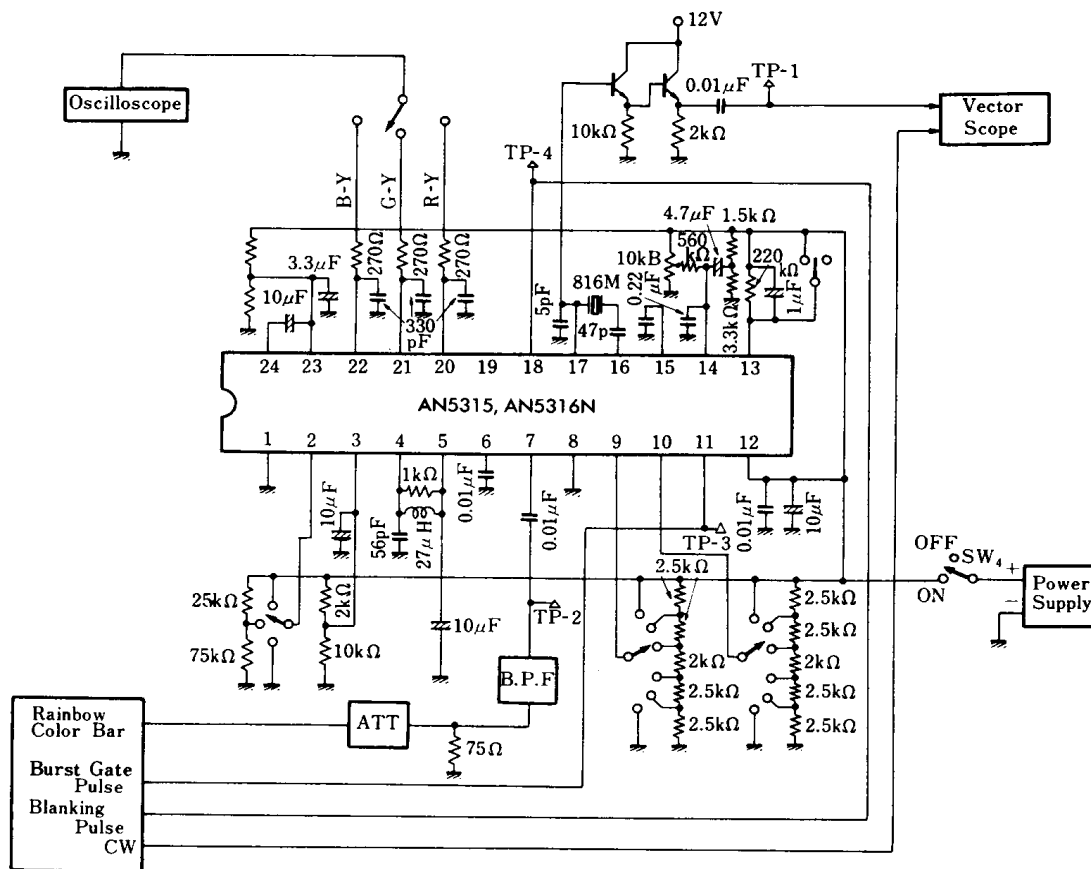 12V
0.01μF
TP-1
Oscilloscope
Vector
Scope
10kΩ
2kΩ
TP-4
B-Y
G-Y
R-Y
4.7μF
1.5kΩ
270Ω
270Ω
270Ω
560
kΩ
10kB
220
kΩ
3.3μF
10μF
816M
0.22
μF
1μF
5pF
330
pF
47p
3.3kΩ
24
23
22
21
20
19
18
17
16
15
14
13
AN5315, AN5316N
1
2
3
4
5
6
7
8
9
10
11
12
1kΩ
0.01μF
10μF
56pF
27μH
0.01μF
TP-3
0.01μF
10μF
OFF
SW4
+
ON
−
Power
Supply
25kΩ
2kΩ
2.5kΩ
2.5kΩ
TP-2
10μF
2.5kΩ
75kΩ
10kΩ
2kΩ
2kΩ
B.P.F
2.5kΩ
2.5kΩ
2.5kΩ
2.5kΩ
Rainbow
Color Bar
ATT
75Ω
Burst Gate
Pulse
Blanking
Pulse
CW